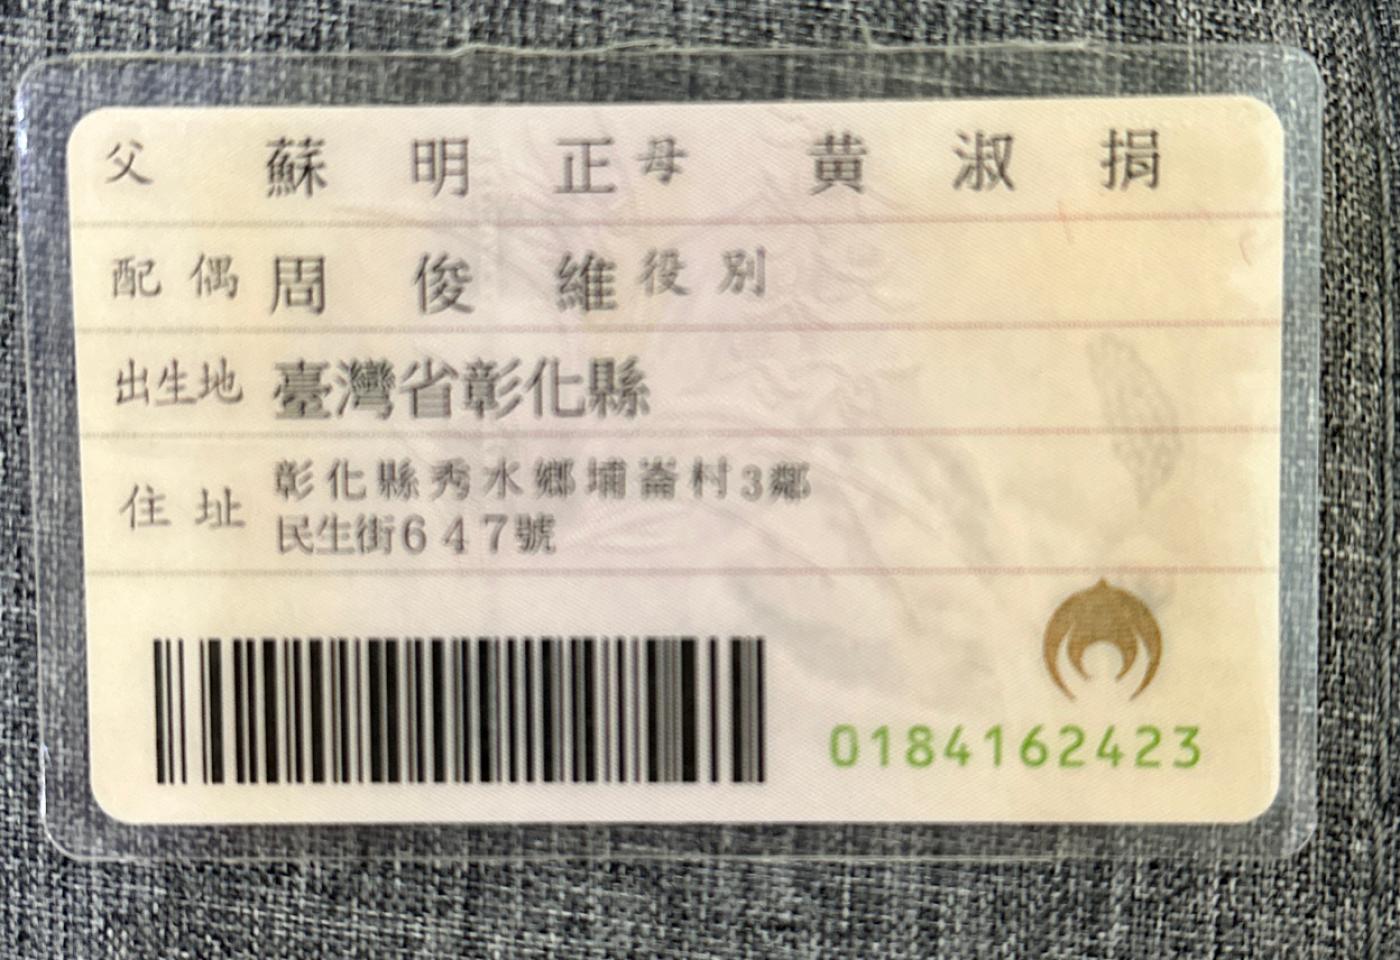 父 蘇明正 母 黄淑捐
配偶 周俊維 役別
出生地 臺灣省彰化縣
住址 彰化縣秀水鄉埔崙村3鄰
民生街647號
0184162423